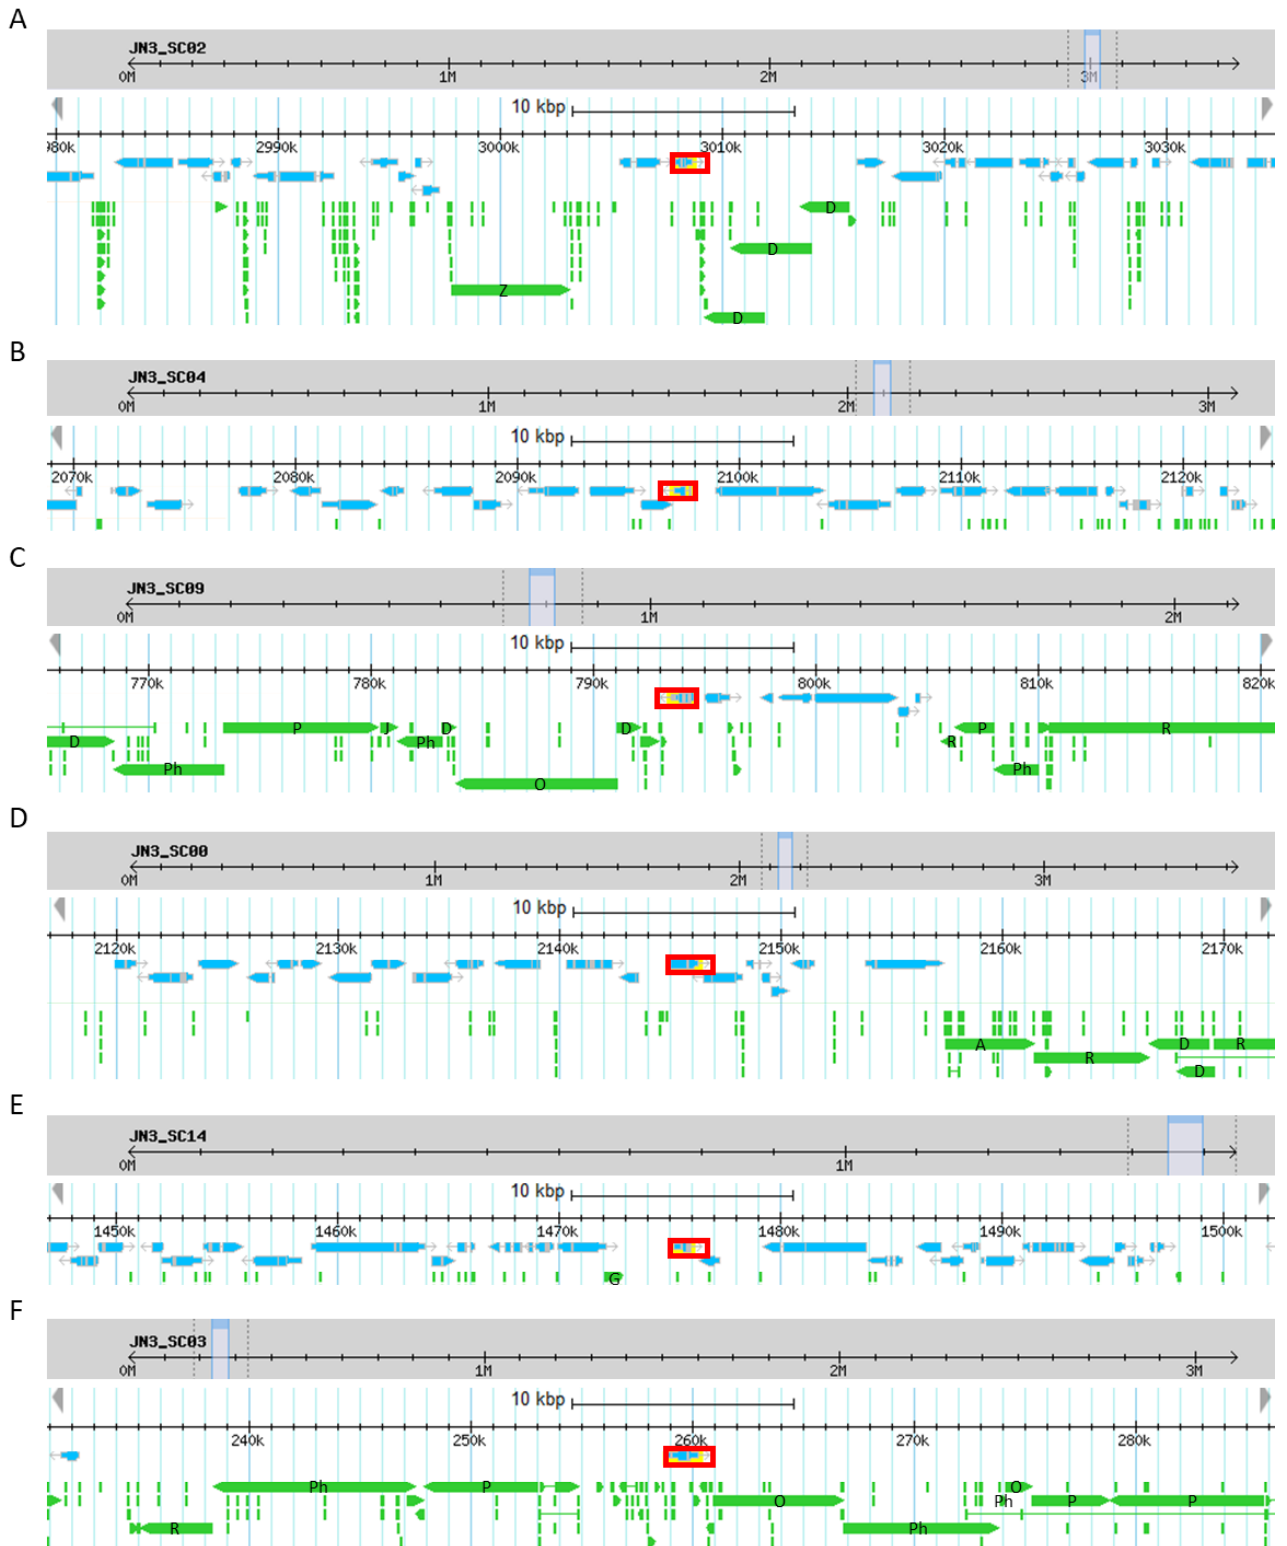 A
JN3_SC02
0M 1M 2M 3M
10 kbp
980k 2990k 3000k 3010k 3020k 3030k
D
D
Z
D
B
JN3_SC04
0M 1M 2M 3M
10 kbp
2070k 2080k 2090k 2100k 2110k 2120k
C
JN3_SC09
0M 1M 2M
10 kbp
770k 780k 790k 800k 810k 820k
P J D D P R
D Ph R
Ph Ph
O
D
JN3_SC00
0M 1M 2M 3M
10 kbp
2120k 2130k 2140k 2150k 2160k 2170k
A D R
R
D
E
JN3_SC14
0M 1M
10 kbp
1450k 1460k 1470k 1480k 1490k 1500k
G
F
JN3_SC03
0M 1M 2M 3M
10 kbp
240k 250k 260k 270k 280k
Ph P O
O Ph P P
R Ph